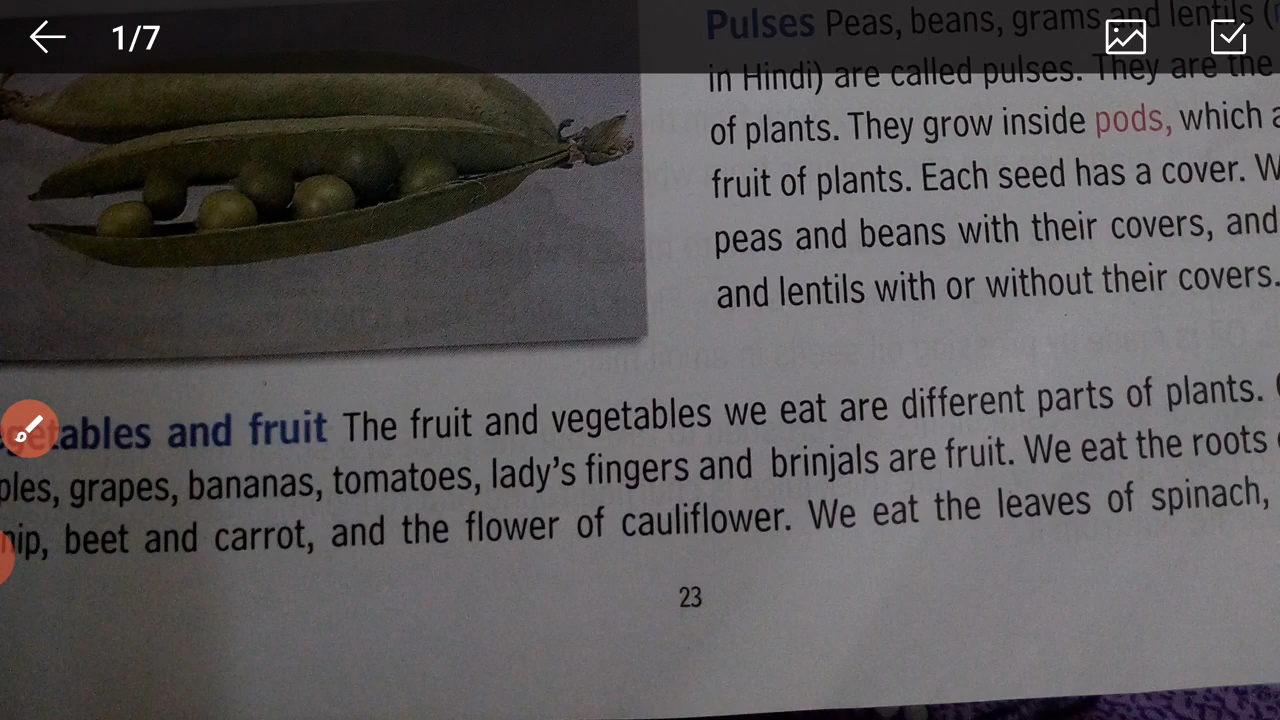 1/7
Pulses Peas, beans, grams and lentils (
in Hindi) are called pulses. They are the
of plants. They grow inside pods, which
fruit of plants. Each seed has a cover.
peas and beans with their covers, and
and lentils with or without their covers.
tables and fruit The fruit and vegetables we eat are different parts of plants.
grapes, bananas, tomatoes, lady's fingers and brinjals are fruit. We eat the roots
beet and carrot, and the flower of cauliflower. We eat the leaves of spinach,
23